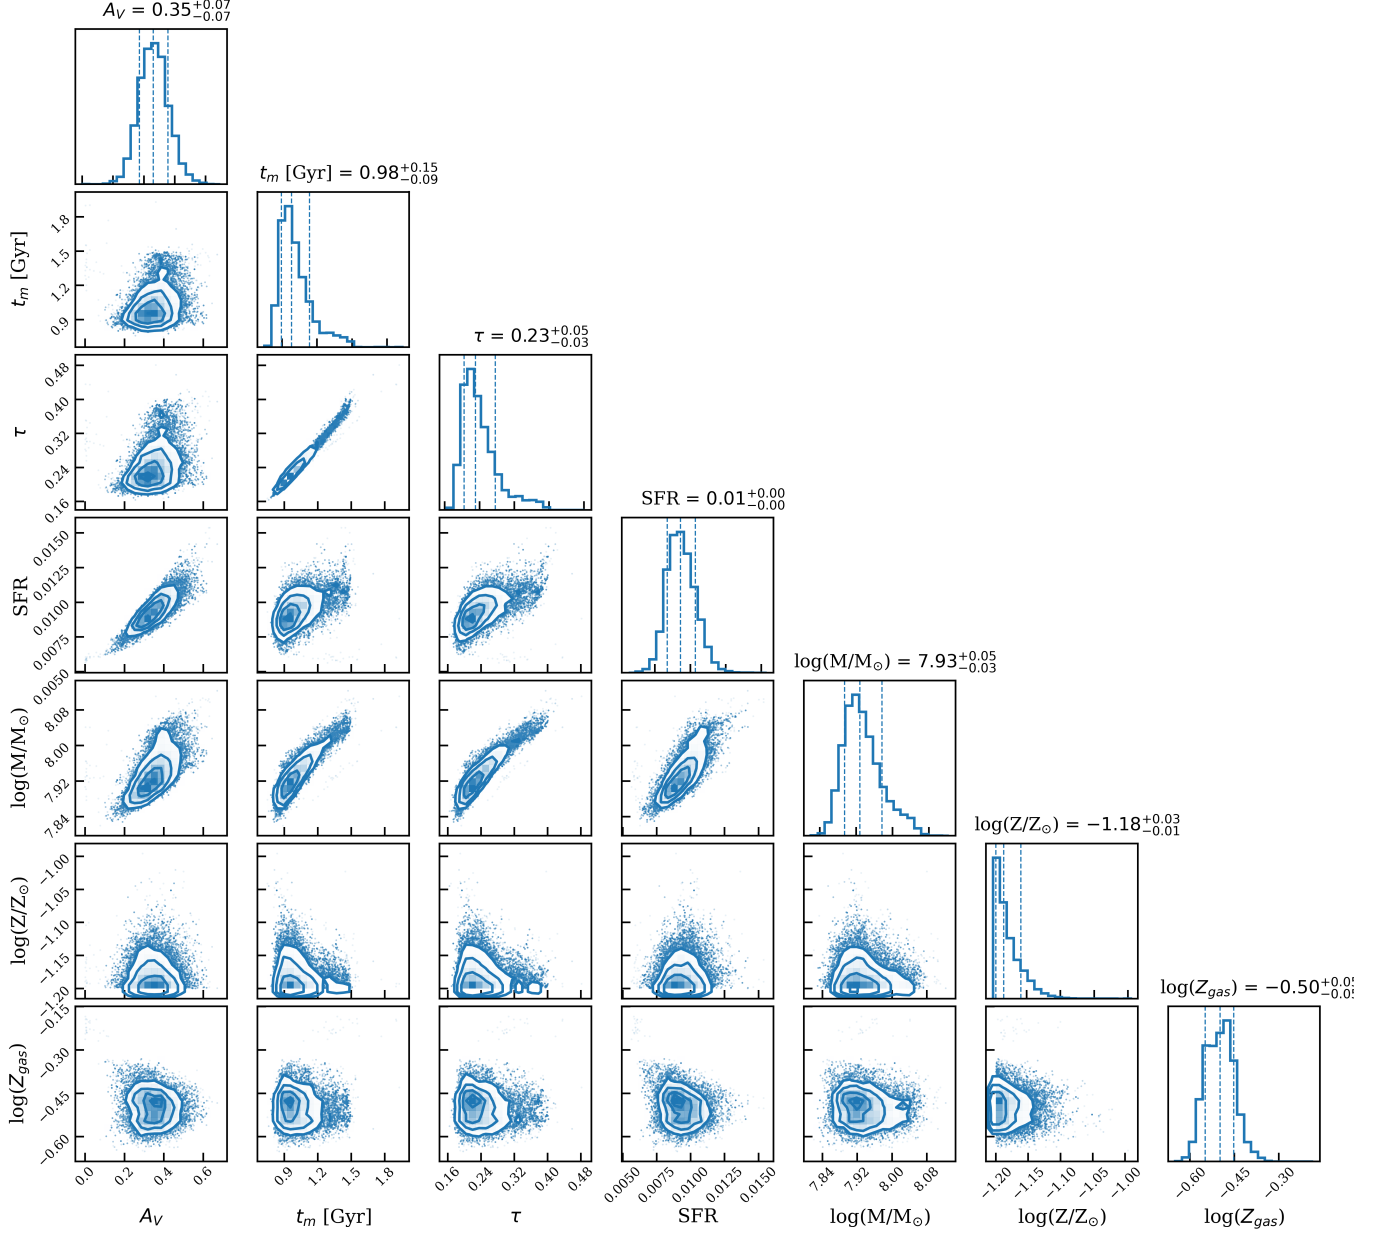 A_V = 0.35^{+0.07}_{-0.07}
t_m [Gyr] = 0.98^{+0.15}_{-0.09}
1.8
1.5
1.2
0.9
t_m [Gyr]
τ = 0.23^{+0.05}_{-0.03}
0.48
0.40
0.32
0.24
0.16
τ
SFR = 0.01^{+0.00}_{-0.00}
0.0150
0.0125
0.0100
0.0075
0.0050
SFR
log(M/M⊙) = 7.93^{+0.05}_{-0.03}
8.08
8.00
7.92
7.84
log(M/M⊙)
log(Z/Z⊙) = −1.18^{+0.03}_{-0.01}
−1.00
−1.05
−1.10
−1.15
−1.20
log(Z/Z⊙)
log(Z_{gas}) = −0.50
−0.15
−0.30
−0.45
−0.60
log(Z_{gas})
0.0 0.2 0.4 0.6
0.9 1.2 1.5 1.8
0.16 0.24 0.32 0.40 0.48
0.0050 0.0075 0.0100 0.0125 0.0150
7.84 7.92 8.00 8.08
−1.20 −1.15 −1.10 −1.05 −1.00
−0.60 −0.45 −0.30
A_V t_m [Gyr] τ SFR log(M/M⊙) log(Z/Z⊙) log(Z_{gas})